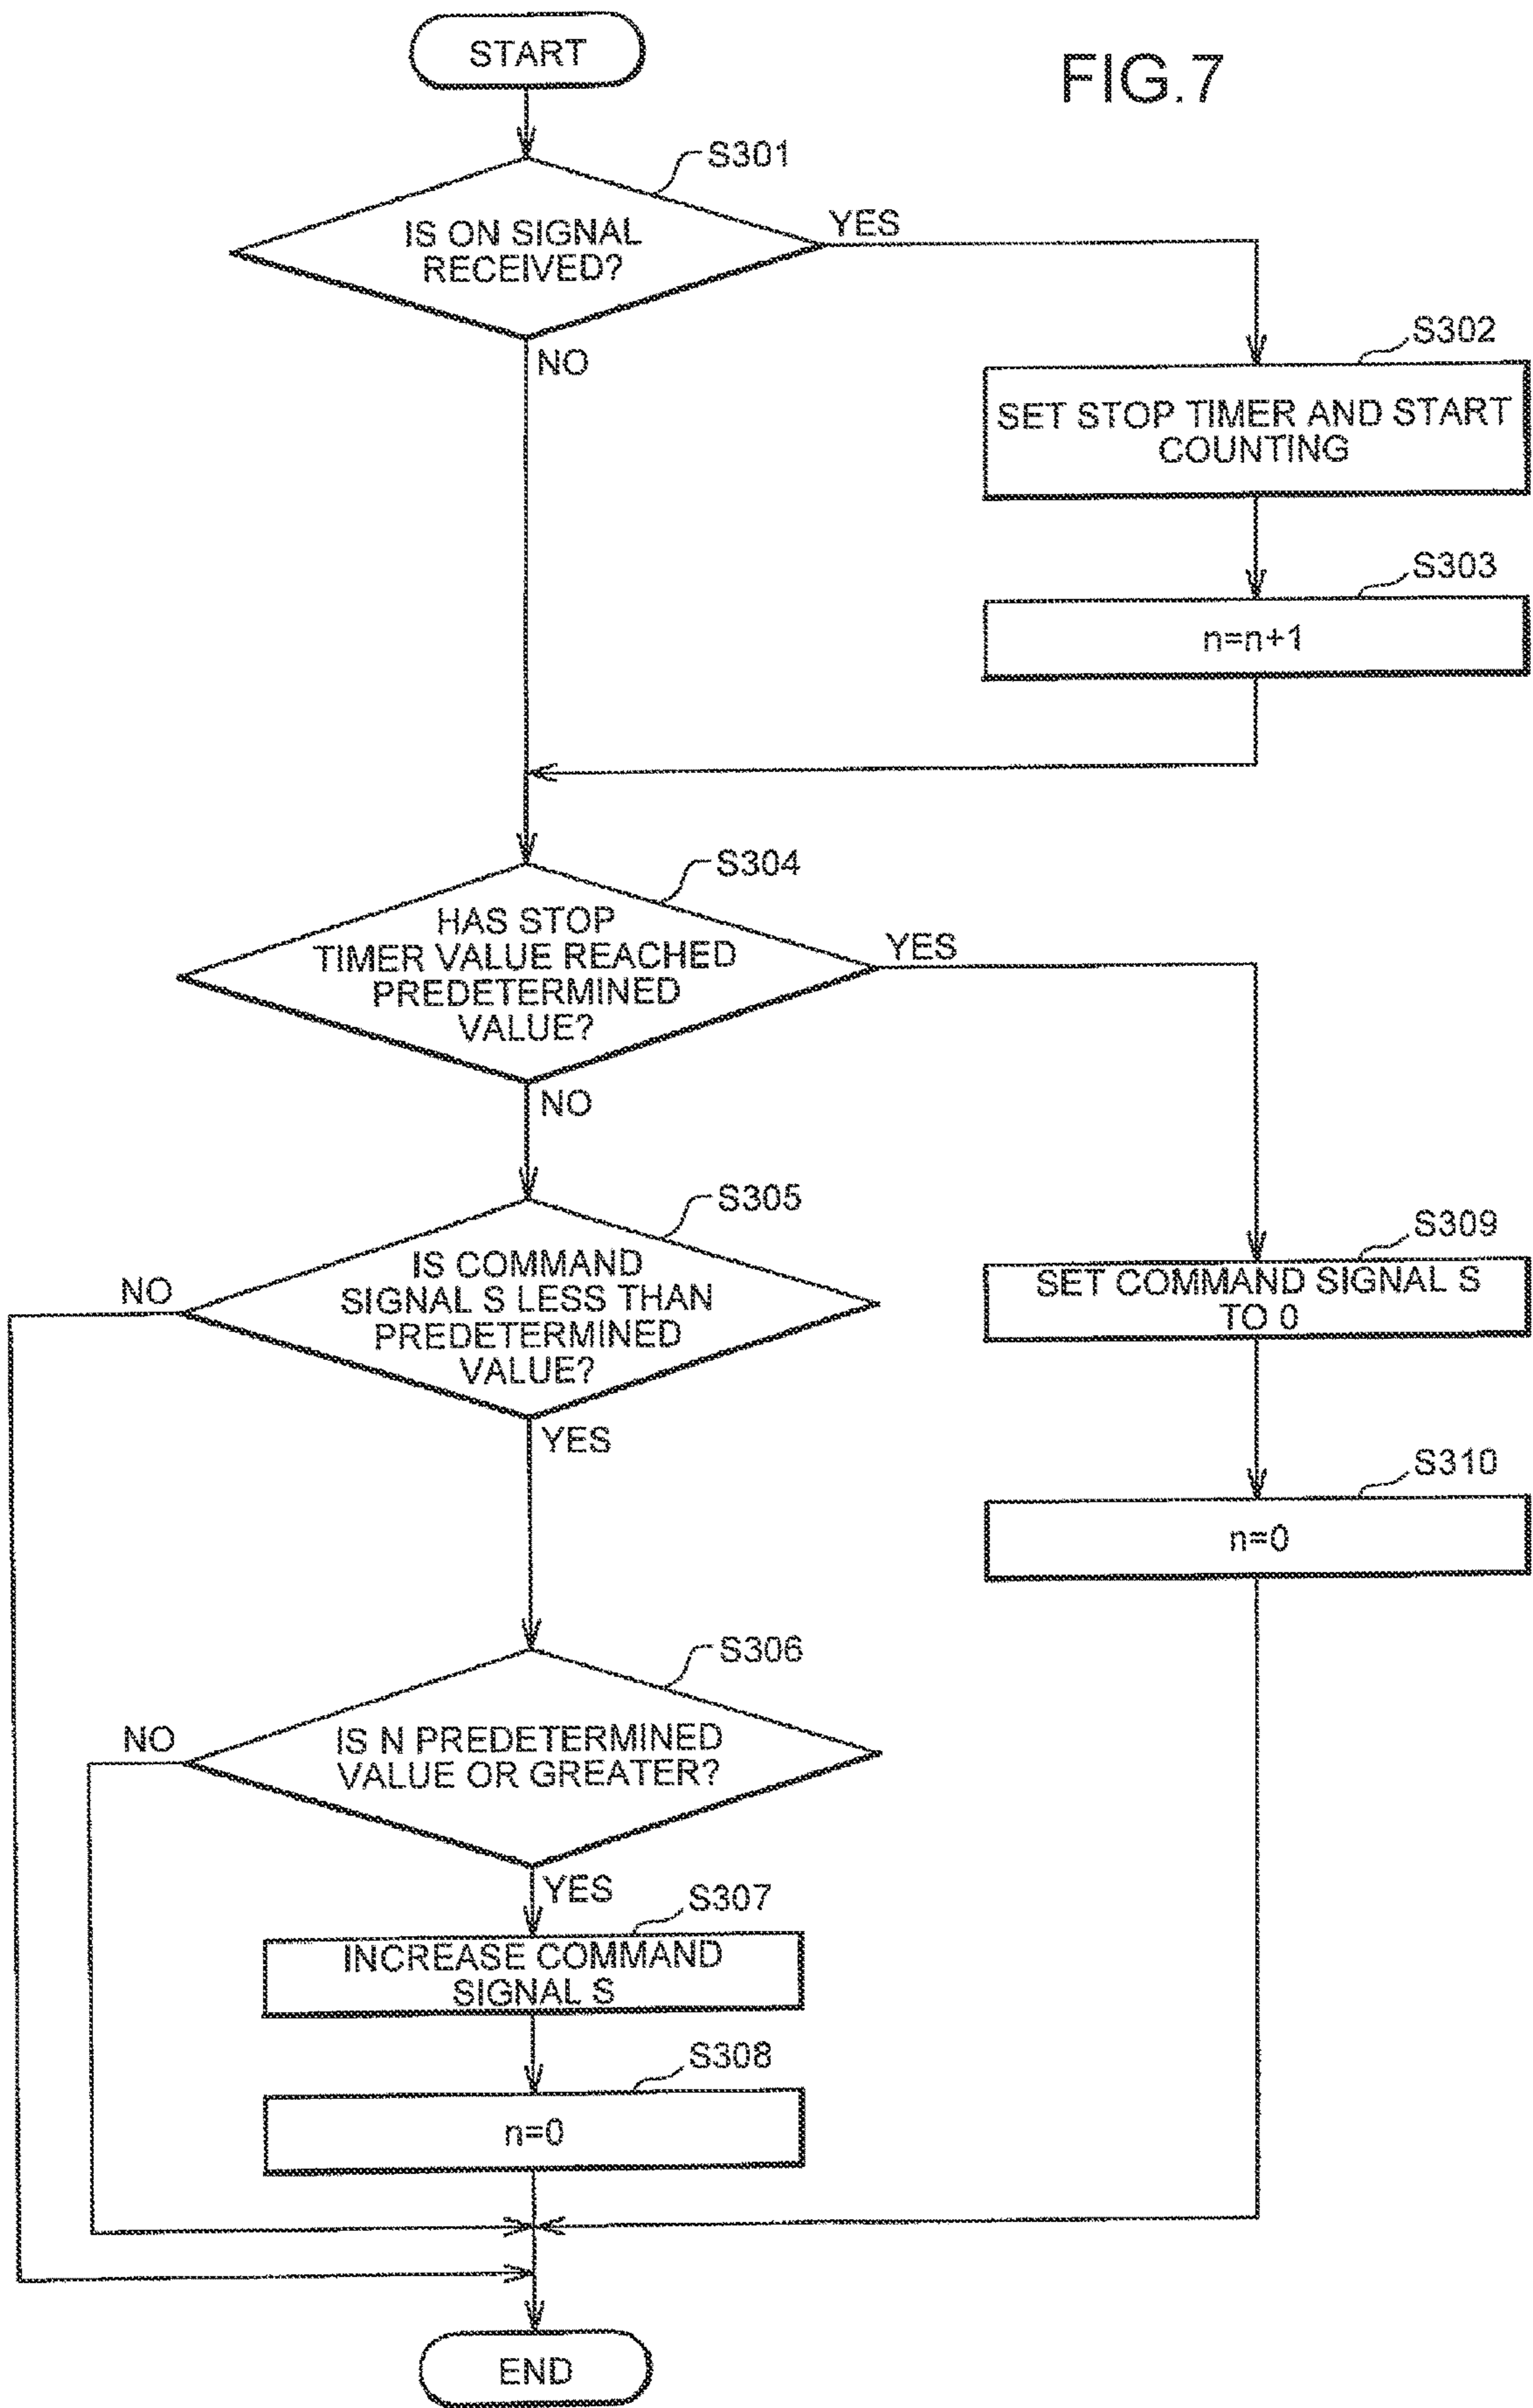 START
FIG.7
S301
IS ON SIGNAL
RECEIVED?
YES
NO
S302
SET STOP TIMER AND START
COUNTING
S303
n=n+1
S304
HAS STOP
TIMER VALUE REACHED
PREDETERMINED
VALUE?
YES
NO
S305
IS COMMAND
SIGNAL S LESS THAN
PREDETERMINED
VALUE?
NO
YES
S309
SET COMMAND SIGNAL S
TO 0
S310
n=0
S306
IS N PREDETERMINED
VALUE OR GREATER?
NO
YES
S307
INCREASE COMMAND
SIGNAL S
S308
n=0
END